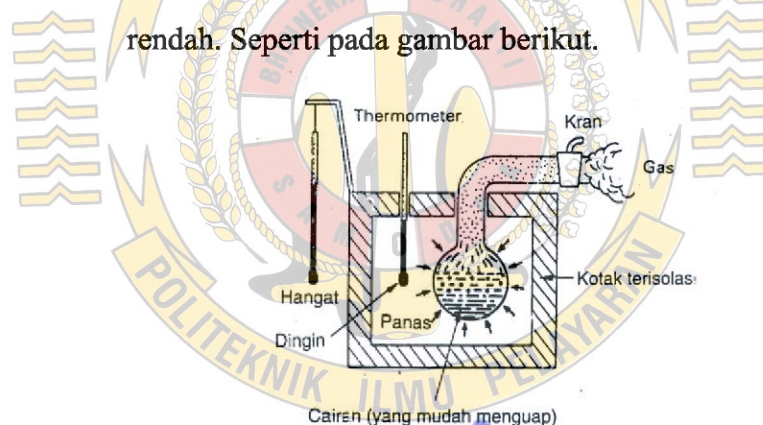 rendah. Seperti pada gambar berikut.
Thermometer
Kran
Gas
Kotak terisolas
Hangat
Panas
Dingin
Cairan (yang mudah menguap)
POLITEKNIK ILMU PELAYARAN